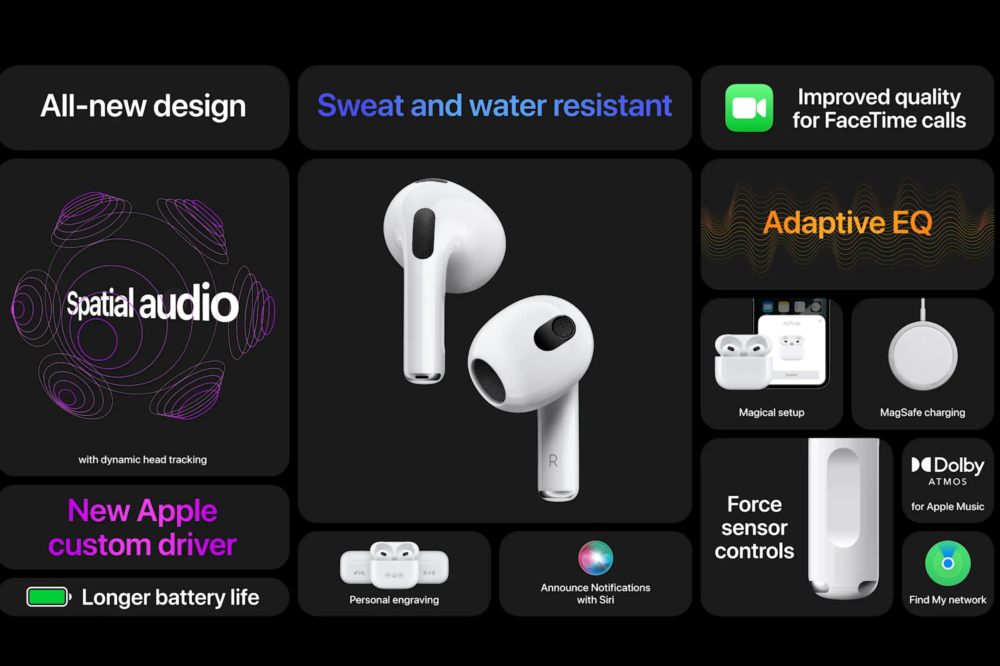 All-new design
Sweat and water resistant
Improved quality
for FaceTime calls
Spatial audio
with dynamic head tracking
R
Adaptive EQ
AirPods
Connect
Magical setup
MagSafe charging
New Apple
custom driver
Longer battery life
HL
S S
Personal engraving
Announce Notifications
with Siri
Force
sensor
controls
Dolby
ATMOS
for Apple Music
Find My network